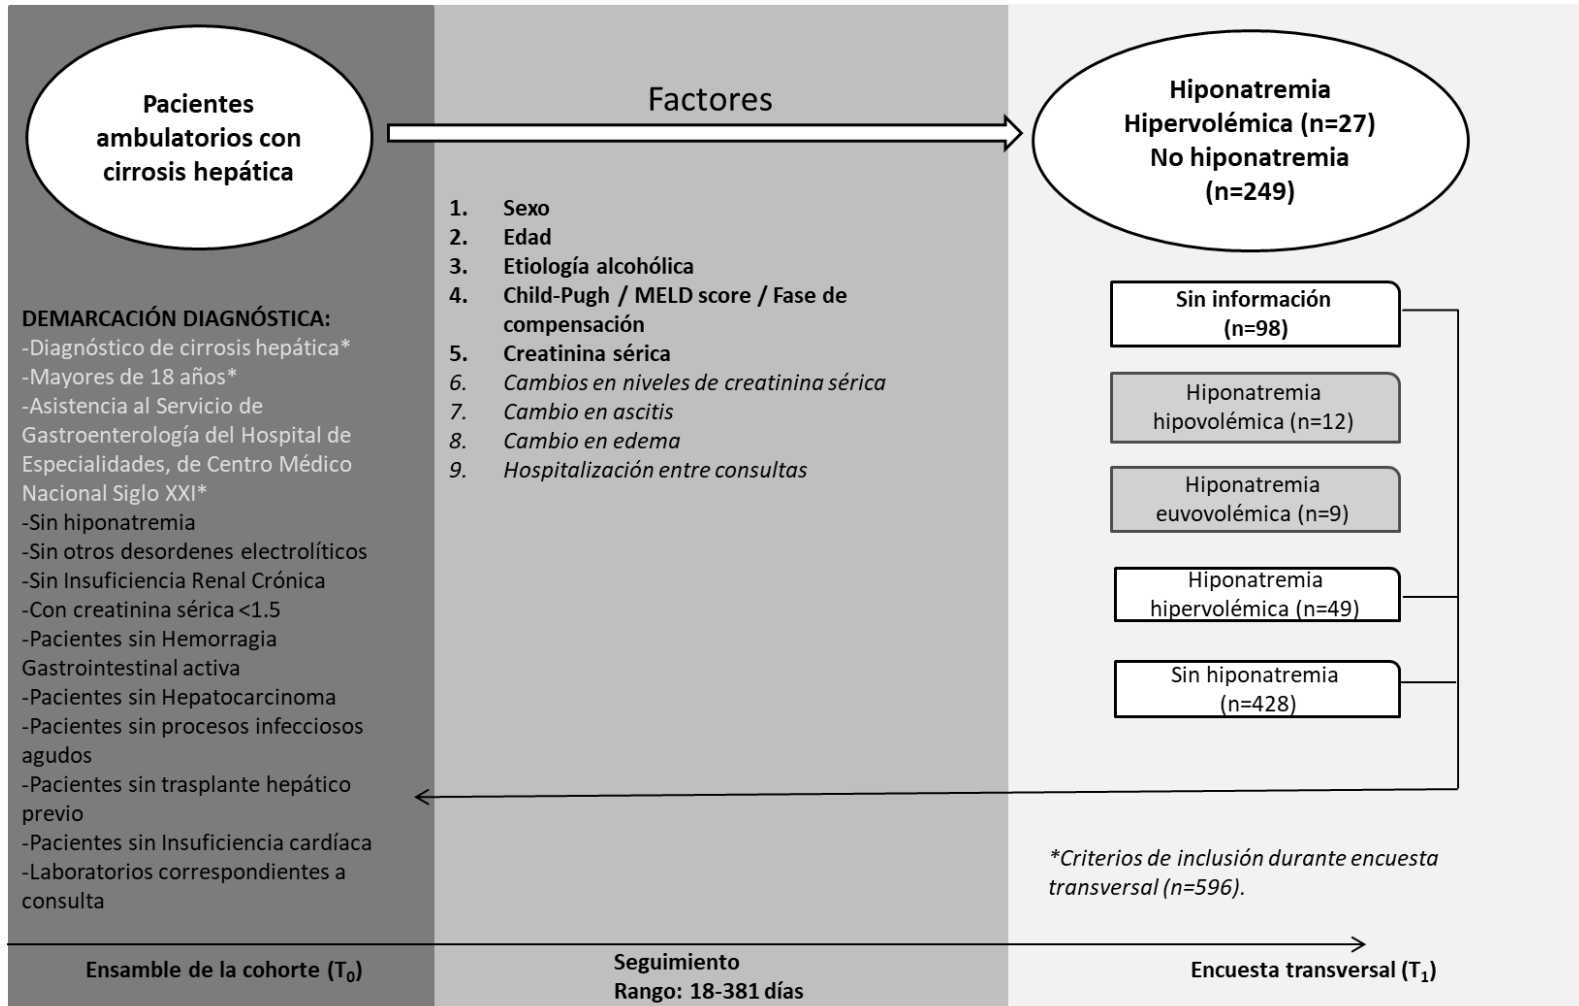 Pacientes
ambulatorios con
cirrosis hepática
DEMARCACIÓN DIAGNÓSTICA:
-Diagnóstico de cirrosis hepática*
-Mayores de 18 años*
-Asistencia al Servicio de
Gastroenterología del Hospital de
Especialidades, de Centro Médico
Nacional Siglo XXI*
-Sin hiponatremia
-Sin otros desordenes electrolíticos
-Sin Insuficiencia Renal Crónica
-Con creatinina sérica <1.5
-Pacientes sin Hemorragia
Gastrointestinal activa
-Pacientes sin Hepatocarcinoma
-Pacientes sin procesos infecciosos
agudos
-Pacientes sin trasplante hepático
previo
-Pacientes sin Insuficiencia cardíaca
-Laboratorios correspondientes a
consulta
Factores
1. Sexo
2. Edad
3. Etiología alcohólica
4. Child-Pugh / MELD score / Fase de
compensación
5. Creatinina sérica
6. Cambios en niveles de creatinina sérica
7. Cambio en ascitis
8. Cambio en edema
9. Hospitalización entre consultas
Hiponatremia
Hipervolémica (n=27)
No hiponatremia
(n=249)
Sin información
(n=98)
Hiponatremia
hipovolémica (n=12)
Hiponatremia
euvovolémica (n=9)
Hiponatremia
hipervolémica (n=49)
Sin hiponatremia
(n=428)
*Criterios de inclusión durante encuesta
transversal (n=596).
Ensamble de la cohorte (T₀)
Seguimiento
Rango: 18-381 días
Encuesta transversal (T₁)